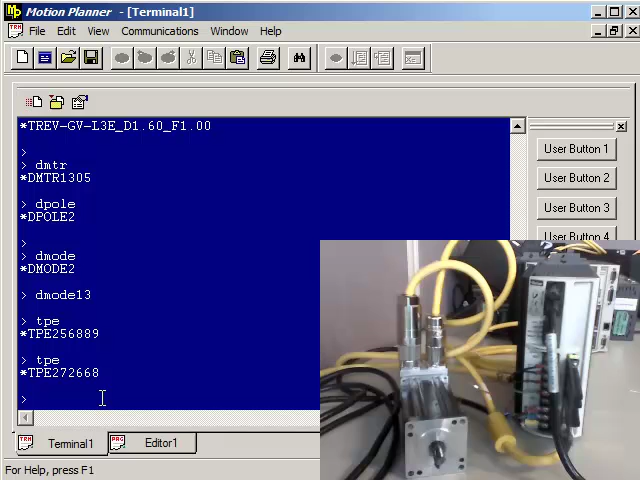 Motion Planner - [Terminal1]
File Edit View Communications Window Help
*TREV-GV-L3E_D1.60_F1.00
>
> dmtr
*DMTR1305
> dpole
*DPOLE2
>
> dmode
*DMODE2
> dmode13
> tpe
*TPE256889
> tpe
*TPE272668
>
User Button 1
User Button 2
User Button 3
User Button 4
Terminal1
Editor1
For Help, press F1